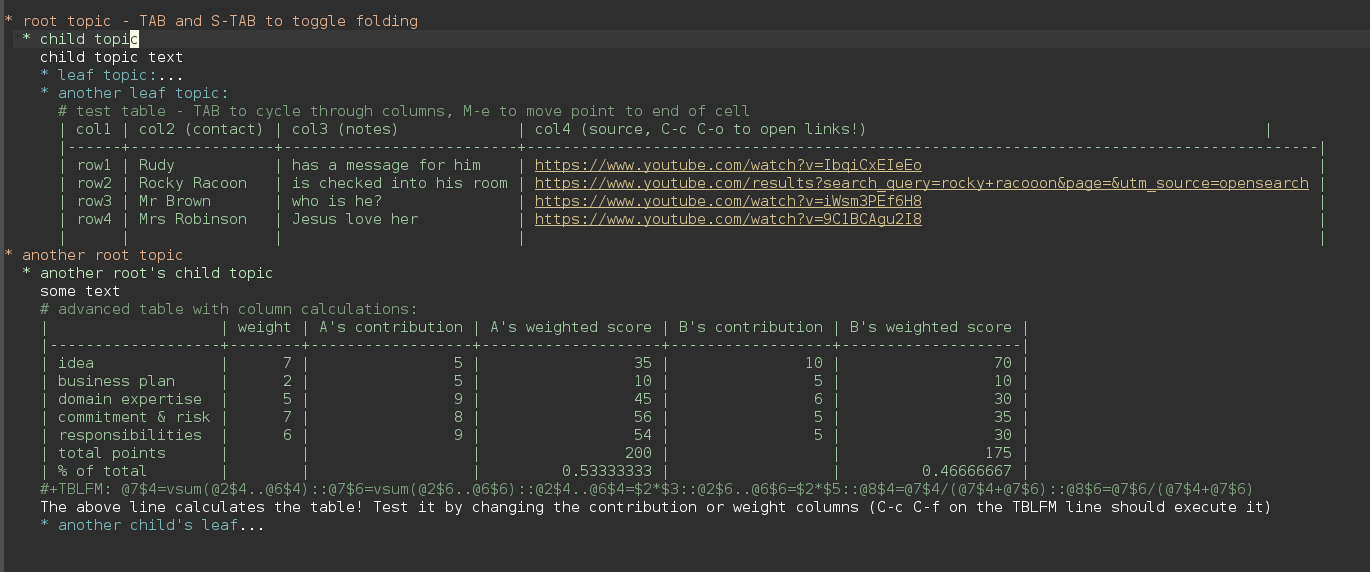 * root topic - TAB and S-TAB to toggle folding
* child topic
child topic text
* leaf topic:...
* another leaf topic:
# test table - TAB to cycle through columns, M-e to move point to end of cell
| col1 | col2 (contact) | col3 (notes) | col4 (source, C-c C-o to open links!) |
|------+----------------+--------------------------+----------------------------------------------------------------------------------------|
| row1 | Rudy | has a message for him | https://www.youtube.com/watch?v=IbqiCxEIeEo |
| row2 | Rocky Racoon | is checked into his room | https://www.youtube.com/results?search_query=rocky+racooon&page=&utm_source=opensearch |
| row3 | Mr Brown | who is he? | https://www.youtube.com/watch?v=iWsm3PEf6H8 |
| row4 | Mrs Robinson | Jesus love her | https://www.youtube.com/watch?v=9C1BCAgu2I8 |
| | | | |
* another root topic
* another root's child topic
some text
# advanced table with column calculations:
| | weight | A's contribution | A's weighted score | B's contribution | B's weighted score |
|-------------------+--------+------------------+--------------------+------------------+--------------------|
| idea | 7 | 5 | 35 | 10 | 70 |
| business plan | 2 | 5 | 10 | 5 | 10 |
| domain expertise | 5 | 9 | 45 | 6 | 30 |
| commitment & risk | 7 | 8 | 56 | 5 | 35 |
| responsibilities | 6 | 9 | 54 | 5 | 30 |
| total points | | | 200 | | 175 |
| % of total | | | 0.53333333 | | 0.46666667 |
#+TBLFM: @7$4=vsum(@2$4..@6$4)::@7$6=vsum(@2$6..@6$6)::@2$4..@6$4=$2*$3::@2$6..@6$6=$2*$5::@8$4=@7$4/(@7$4+@7$6)::@8$6=@7$6/(@7$4+@7$6)
The above line calculates the table! Test it by changing the contribution or weight columns (C-c C-f on the TBLFM line should execute it)
* another child's leaf...